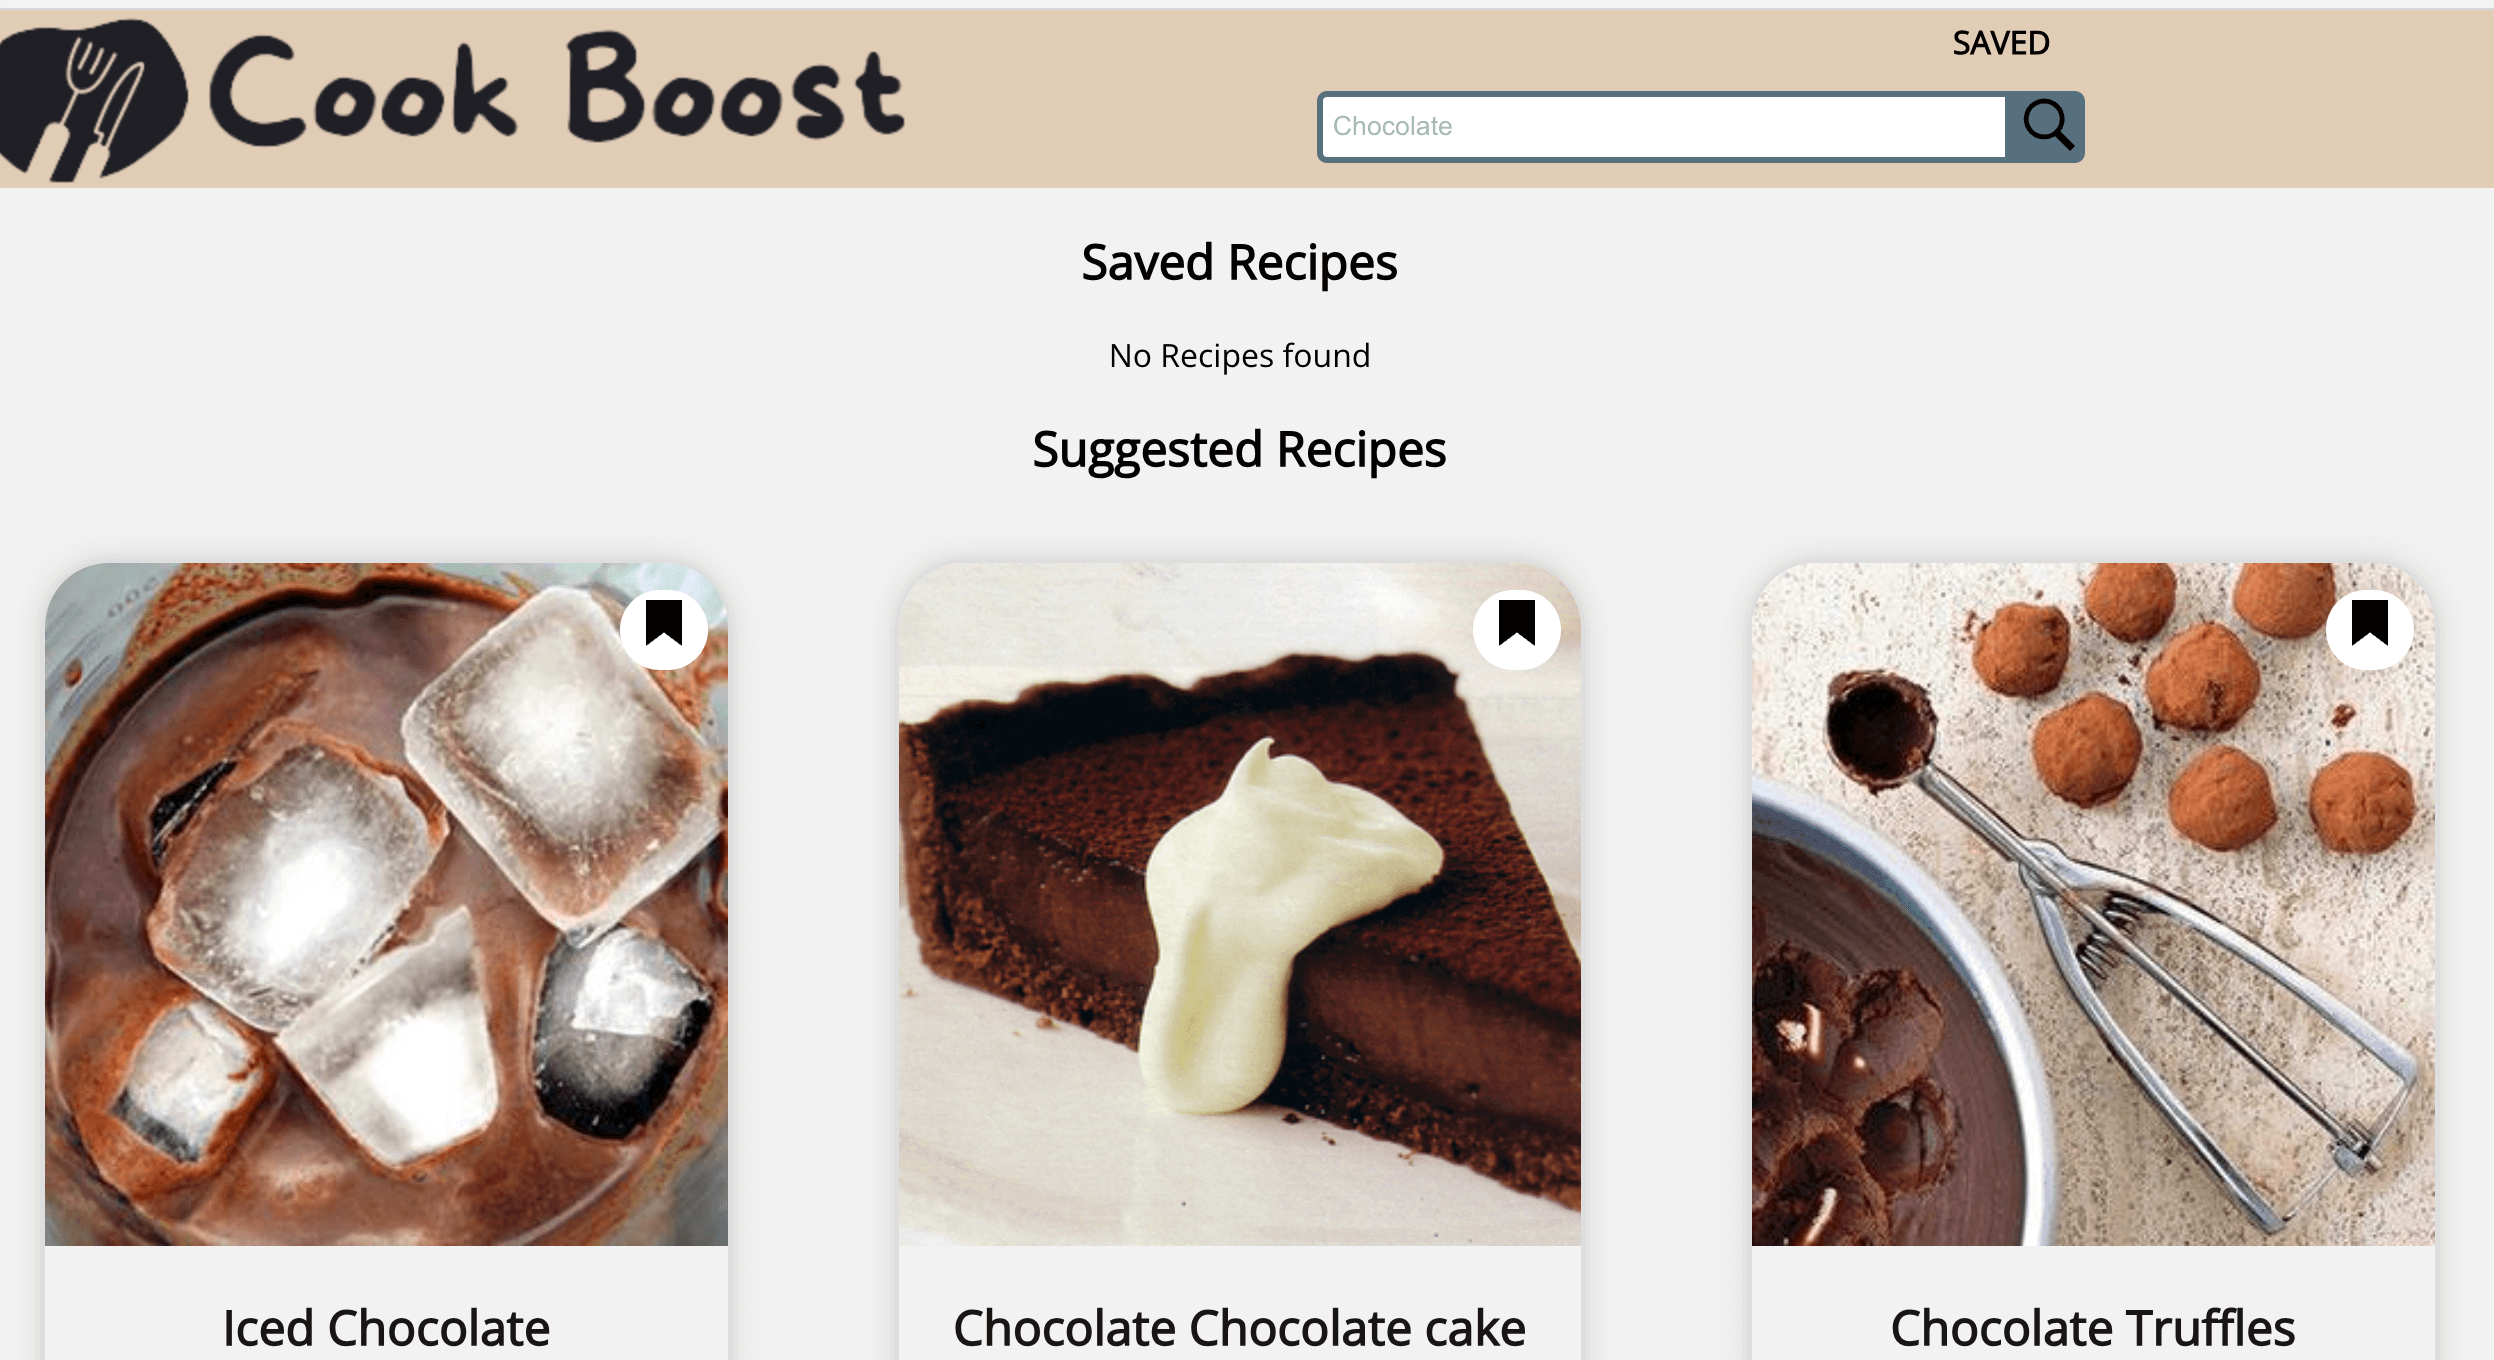 Cook Boost
SAVED
Chocolate
Saved Recipes
No Recipes found
Suggested Recipes
Iced Chocolate
Chocolate Chocolate cake
Chocolate Truffles